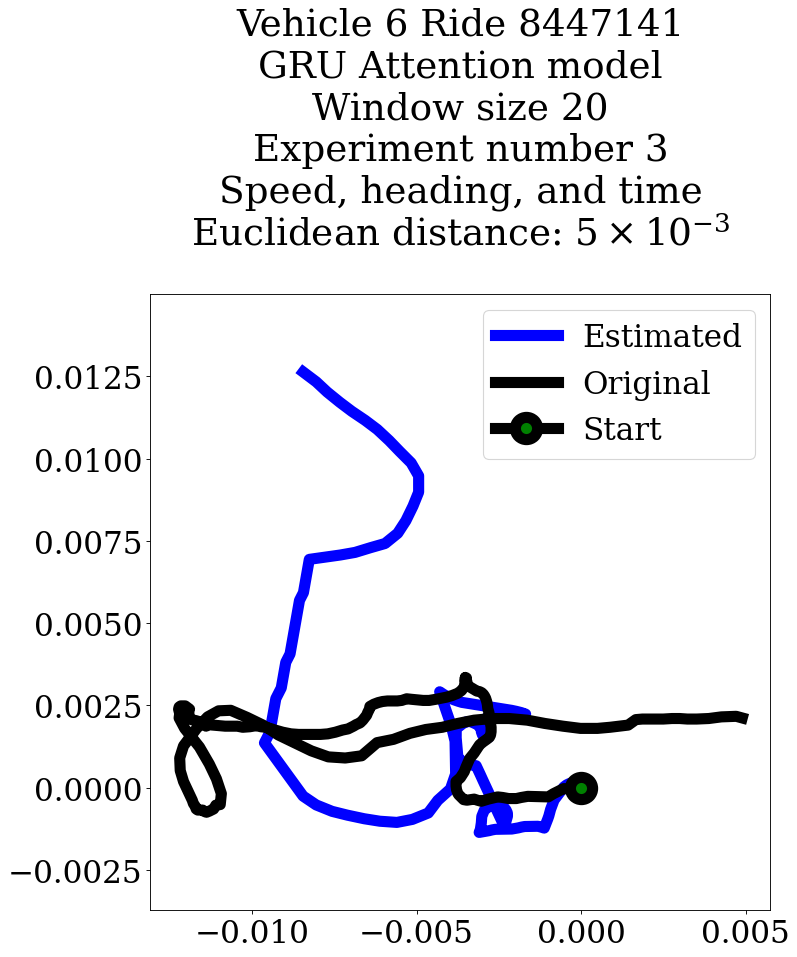 Vehicle 6 Ride 8447141
GRU Attention model
Window size 20
Experiment number 3
Speed, heading, and time
Euclidean distance: 5 × 10⁻³
Estimated
Original
Start
0.0125
0.0100
0.0075
0.0050
0.0025
0.0000
−0.0025
−0.010 −0.005 0.000 0.005